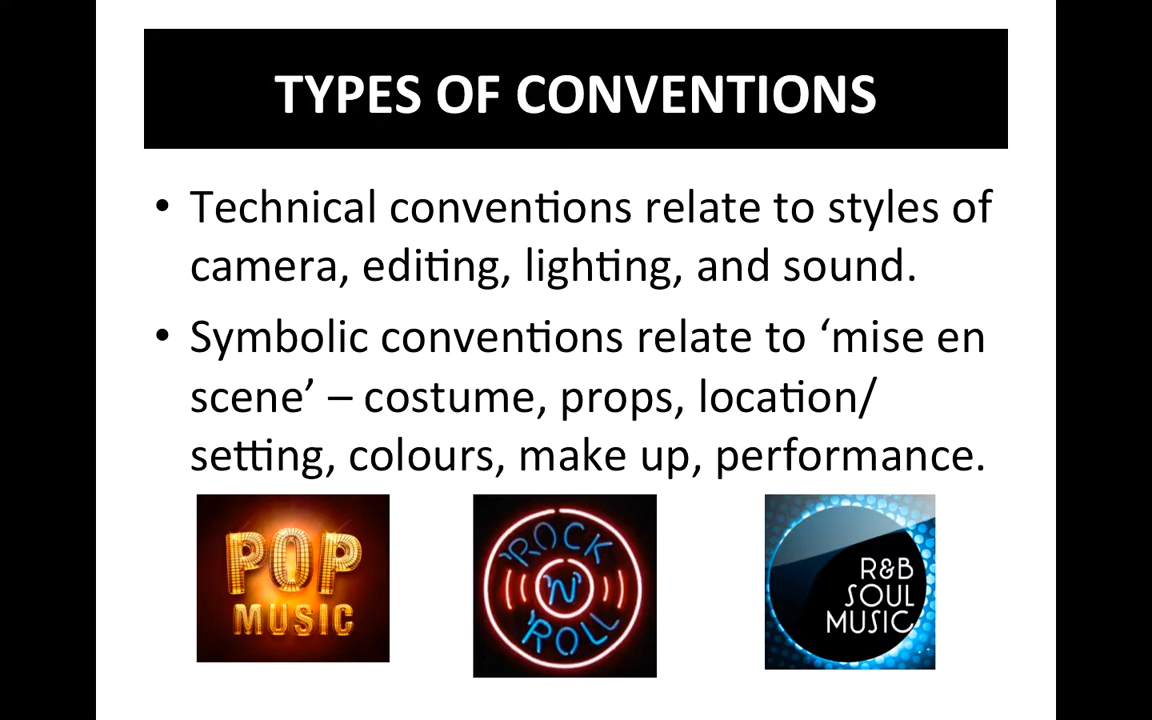 TYPES OF CONVENTIONS
• Technical conventions relate to styles of
camera, editing, lighting, and sound.
• Symbolic conventions relate to ‘mise en
scene’ – costume, props, location/
setting, colours, make up, performance.
POP
MUSIC
ROCK
'N'
ROLL
R&B
SOUL
MUSIC